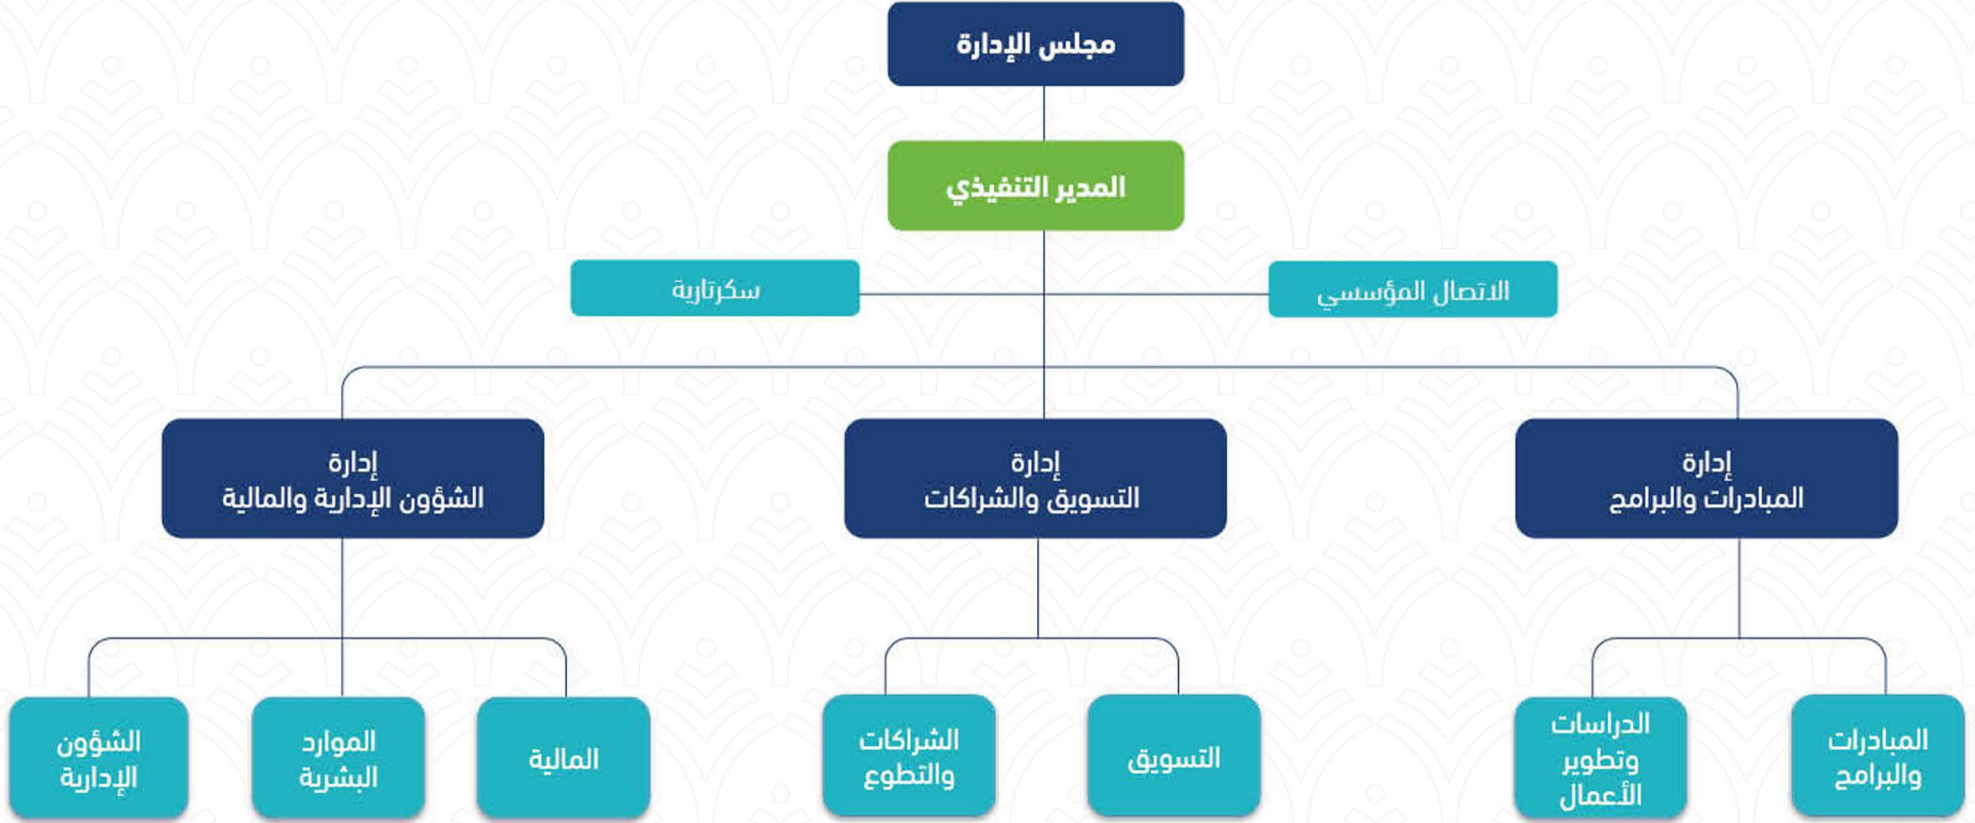 مجلس الإدارة
المدير التنفيذي
الاتصال المؤسسي
سكرتارية
إدارة
المبادرات والبرامج
إدارة
التسويق والشراكات
إدارة
الشؤون الإدارية والمالية
المبادرات
والبرامج
الدراسات
وتطوير
الأعمال
التسويق
الشراكات
والتطوع
المالية
الموارد
البشرية
الشؤون
الإدارية